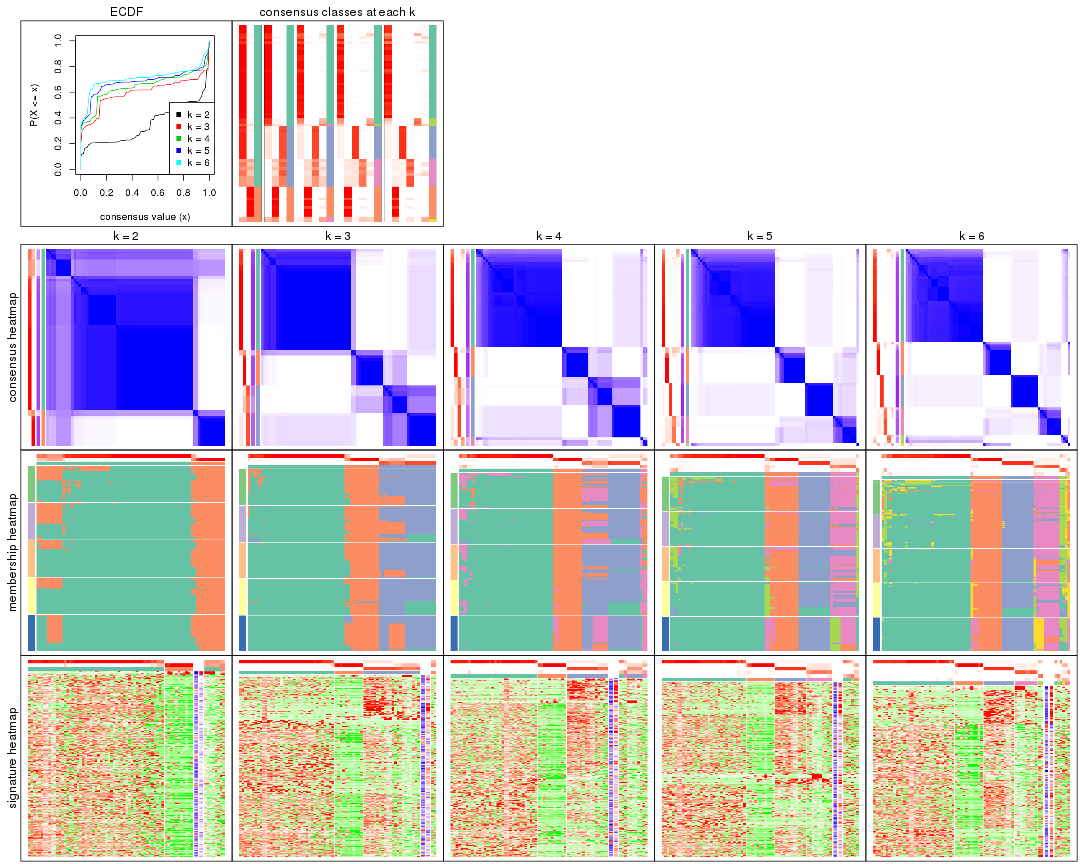 ECDF
consensus classes at each k
P(X <= x)
0.0 0.2 0.4 0.6 0.8 1.0
k = 2
k = 3
k = 4
k = 5
k = 6
0.0 0.2 0.4 0.6 0.8 1.0
consensus value (x)
k = 2 k = 3 k = 4 k = 5 k = 6
consensus heatmap
membership heatmap
signature heatmap